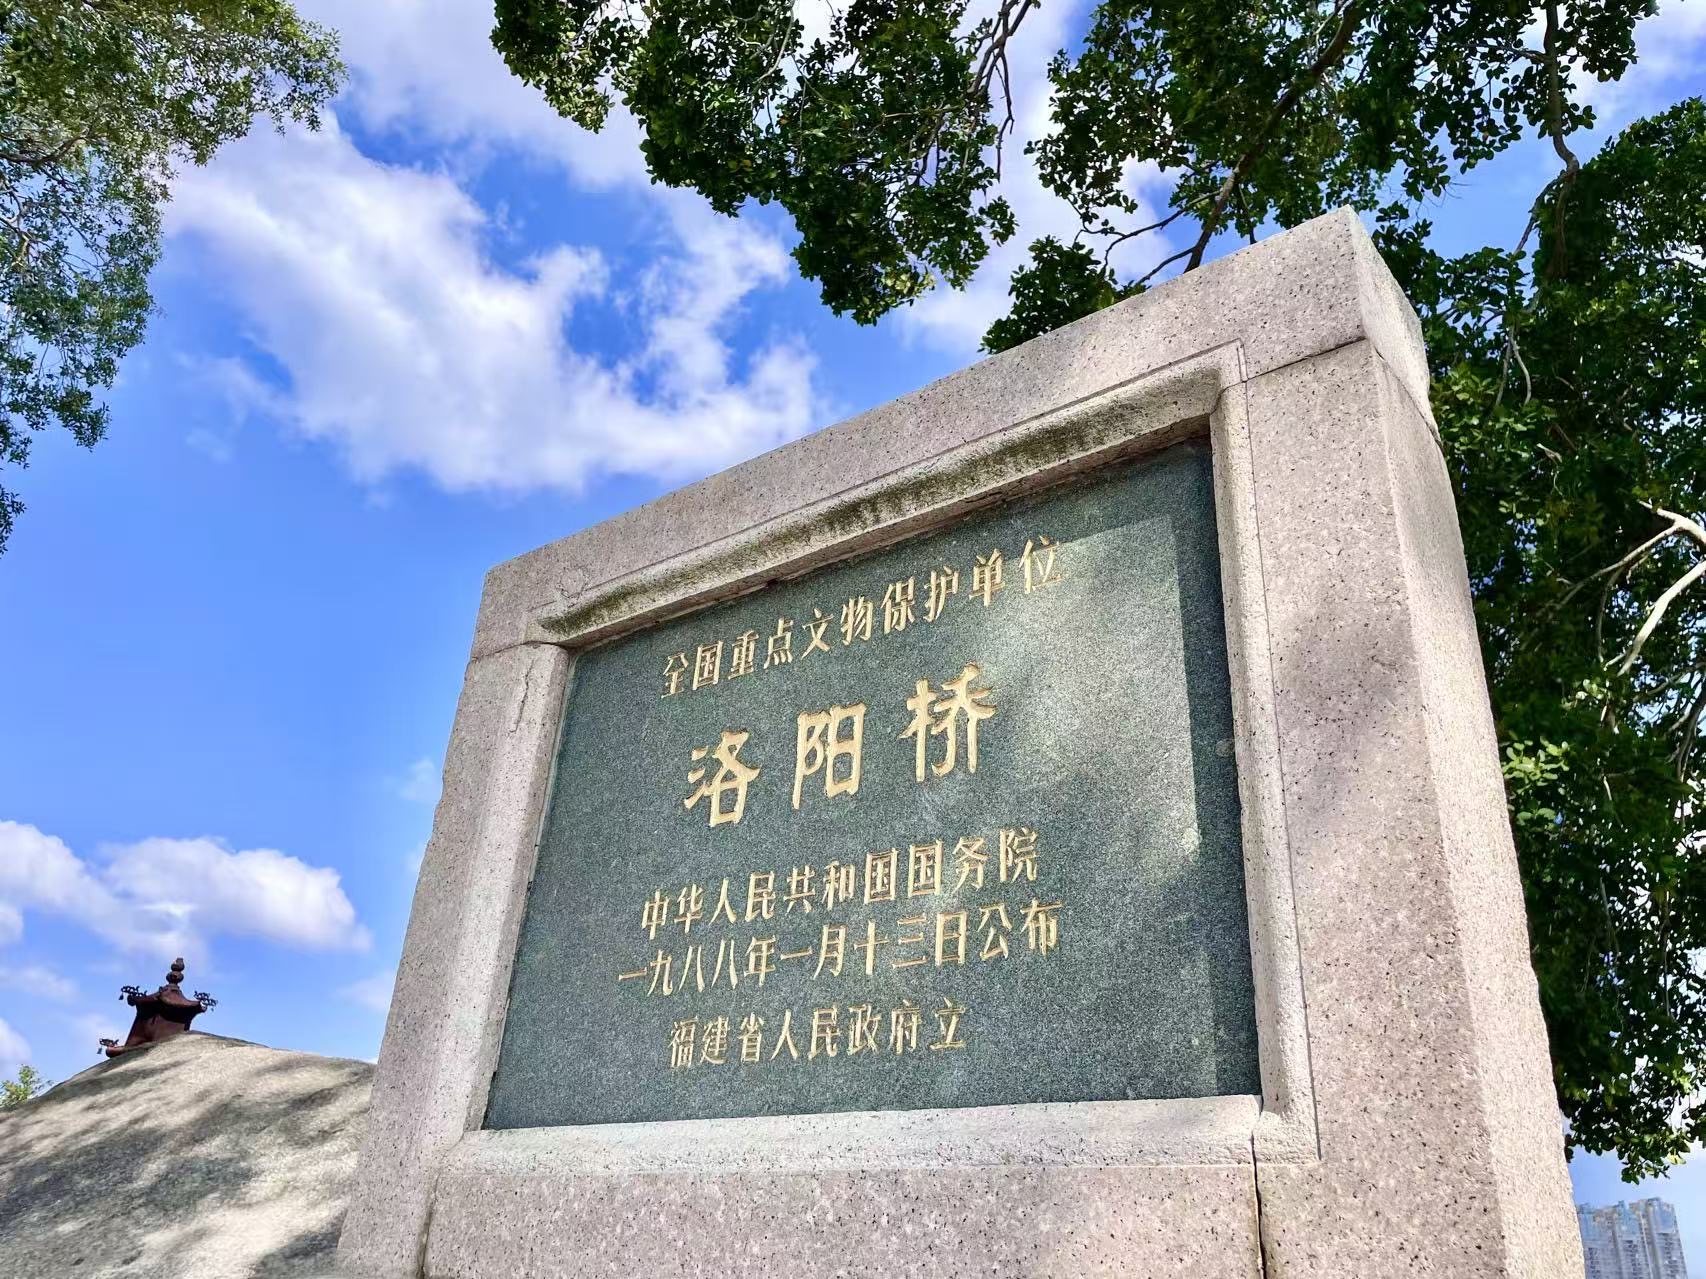 全国重点文物保护单位
洛阳桥
中华人民共和国国务院
一九八八年一月十三日公布
福建省人民政府立